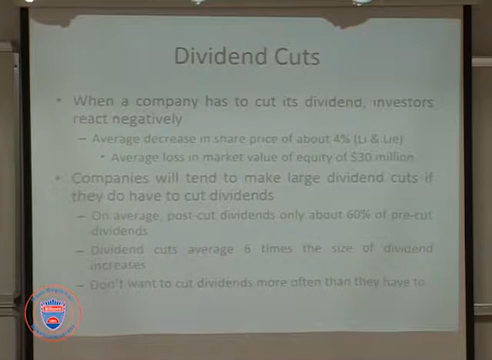 Dividend Cuts
• When a company has to cut its dividend, investors
react negatively
– Average decrease in share price of about 4% (Li & Lie)
• Average loss in market value of equity of $30 million
• Companies will tend to make large dividend cuts if
they do have to cut dividends
– On average, post-cut dividends only about 60% of pre-cut
dividends
– Dividend cuts average 6 times the size of dividend
increases
– Don't want to cut dividends more often than they have to